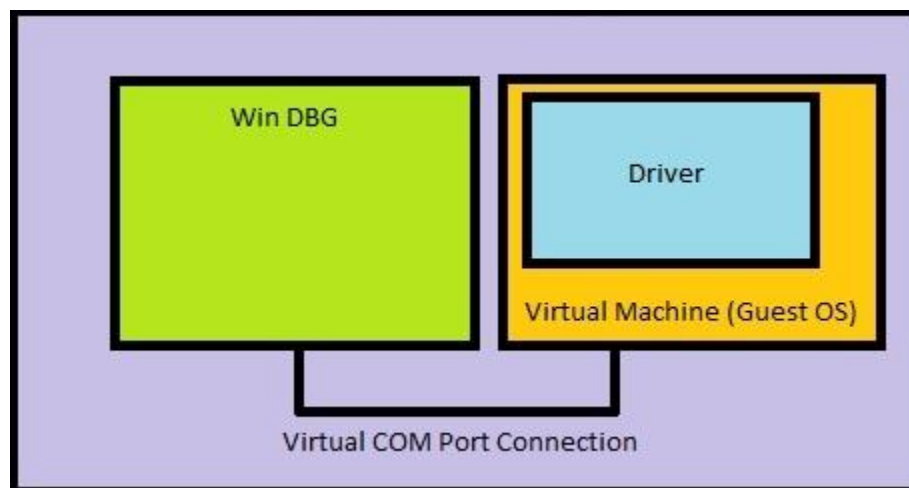 Win DBG
Driver
Virtual Machine (Guest OS)
Virtual COM Port Connection